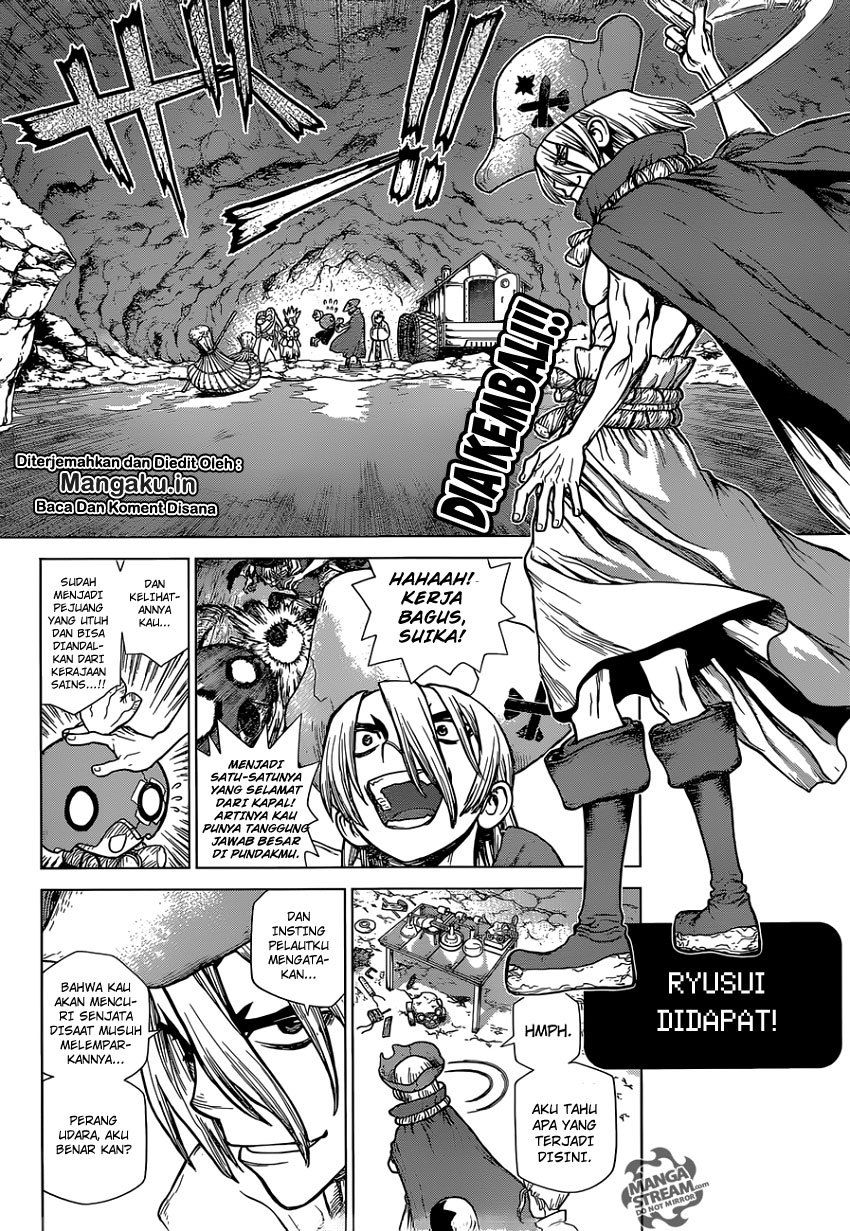 ザバ!!
DIA KEMBALI!!!
Diterjemahkan dan Diedit Oleh :
Mangaku.in
Baca Dan Koment Disana
HAHAAH!
KERJA
BAGUS,
SUIKA!
MENJADI
SATU-SATUNYA
YANG SELAMAT
DARI KAPAL!
ARTINYA KAU
PUNYA TANGGUNG
JAWAB BESAR
DI PUNDAKMU.
DAN
KELIHAT-
ANNYA
KAU...
SUDAH
MENJADI
PEJUANG
YANG UTUH
DAN BISA
DIANDAL-
KAN DARI
KERAJAAN
SAINS...!!
RYUSUI
DIDAPAT!
HMPH.
AKU TAHU
APA YANG
TERJADI
DISINI.
DAN
INSTING
PELAUTKU
MENGATA-
KAN...
BAHWA KAU
AKAN MENCU-
RI SENJATA
DISAAT MUSUH
MELEMPAR-
KANNYA...
PERANG
UDARA, AKU
BENAR KAN?
MANGA
STREAM.com
DO NOT MIRROR